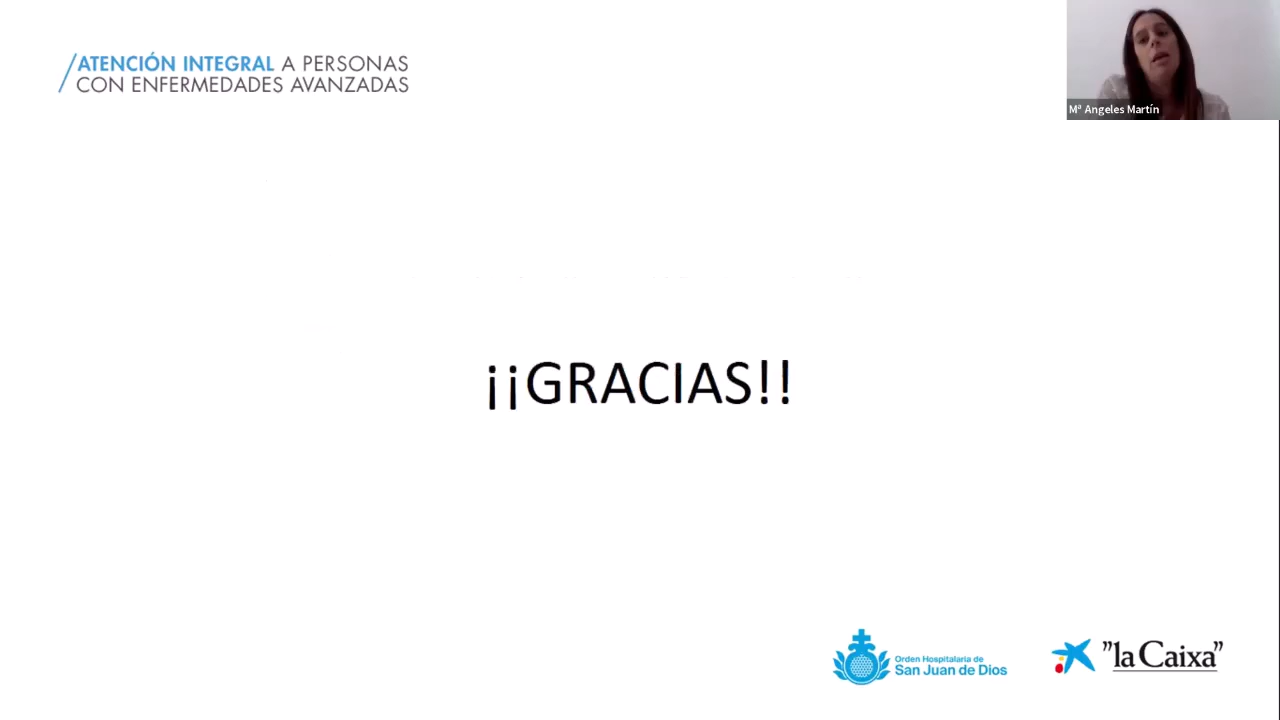 ATENCIÓN INTEGRAL A PERSONAS
CON ENFERMEDADES AVANZADAS
Mª Angeles Martín
¡¡GRACIAS!!
Orden Hospitalaria de
San Juan de Dios
"la Caixa"